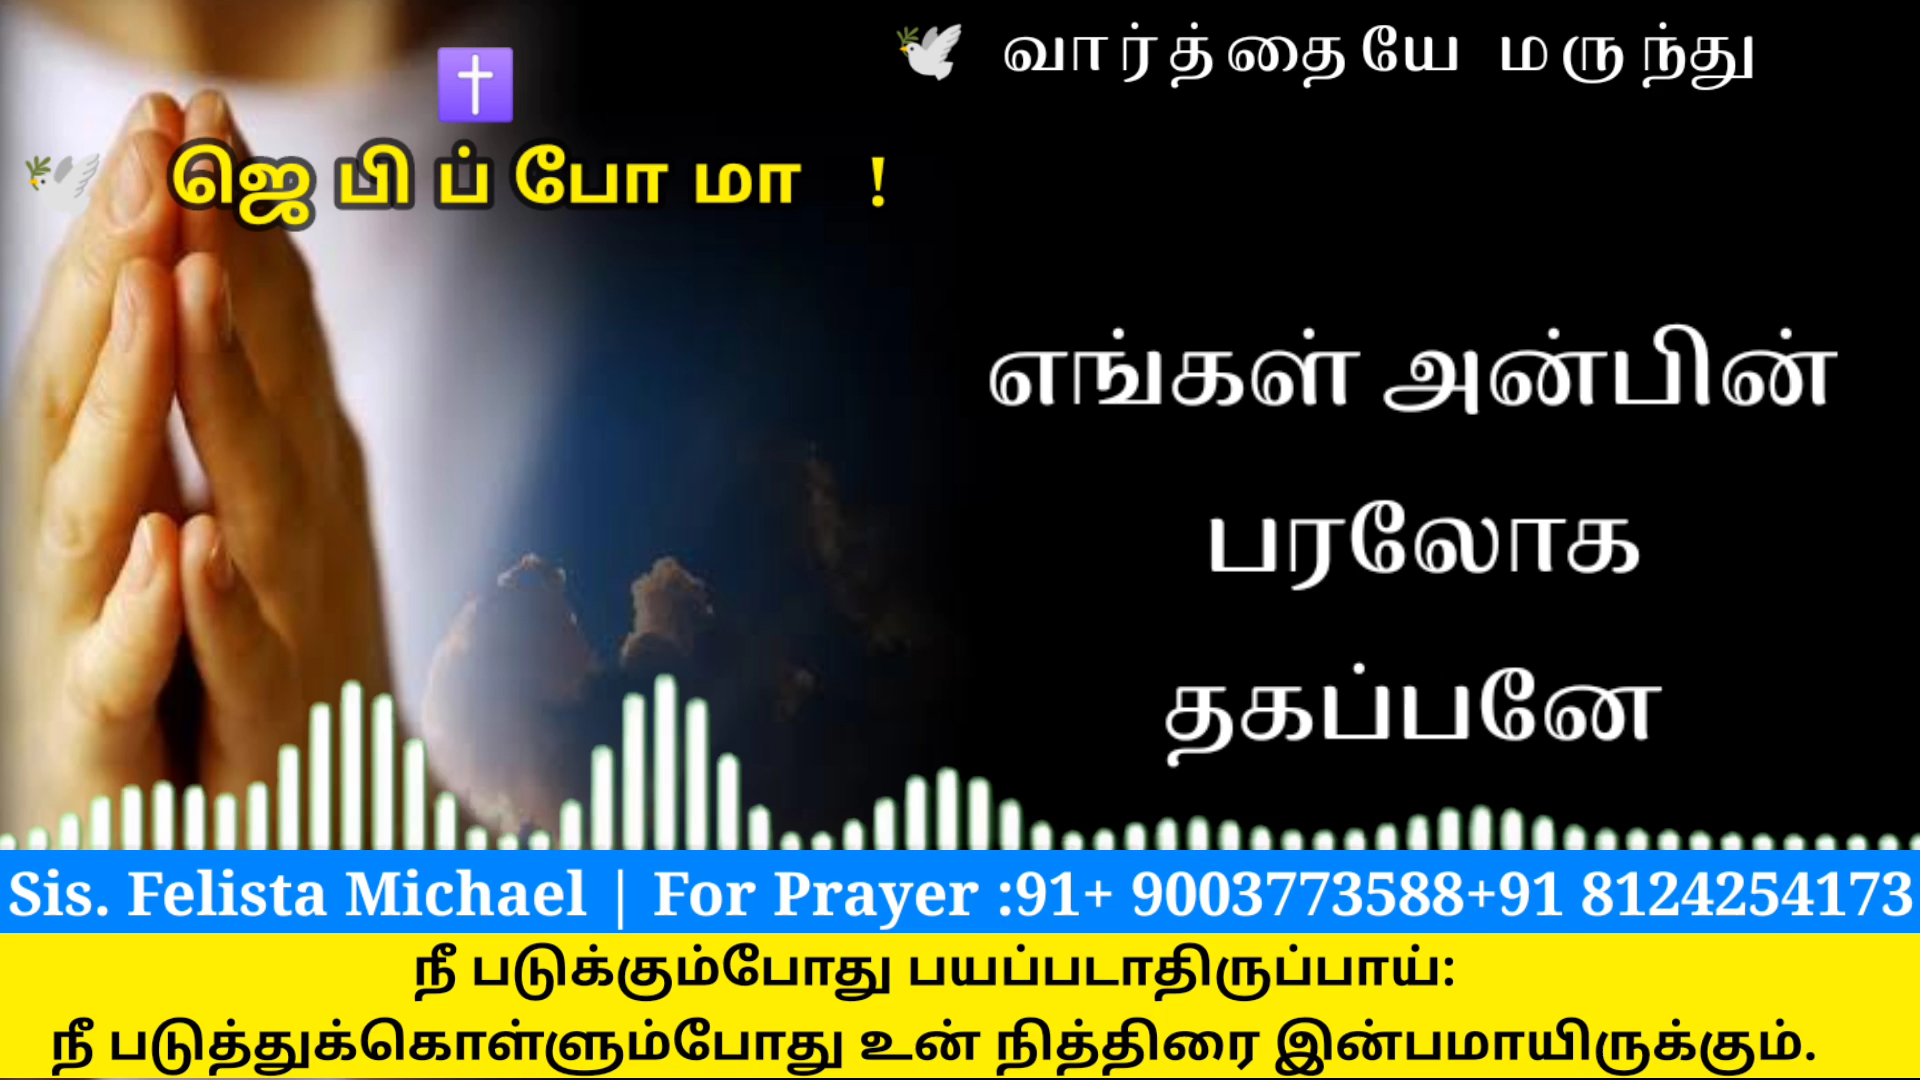 🕊️ வார்த்தையே மருந்து
✝️
🕊️ ஜெபிப்போமா !
எங்கள் அன்பின்
பரலோக
தகப்பனே
Sis. Felista Michael | For Prayer :91+ 9003773588+91 8124254173
நீ படுக்கும்போது பயப்படாதிருப்பாய்:
நீ படுத்துக்கொள்ளும்போது உன் நித்திரை இன்பமாயிருக்கும்.